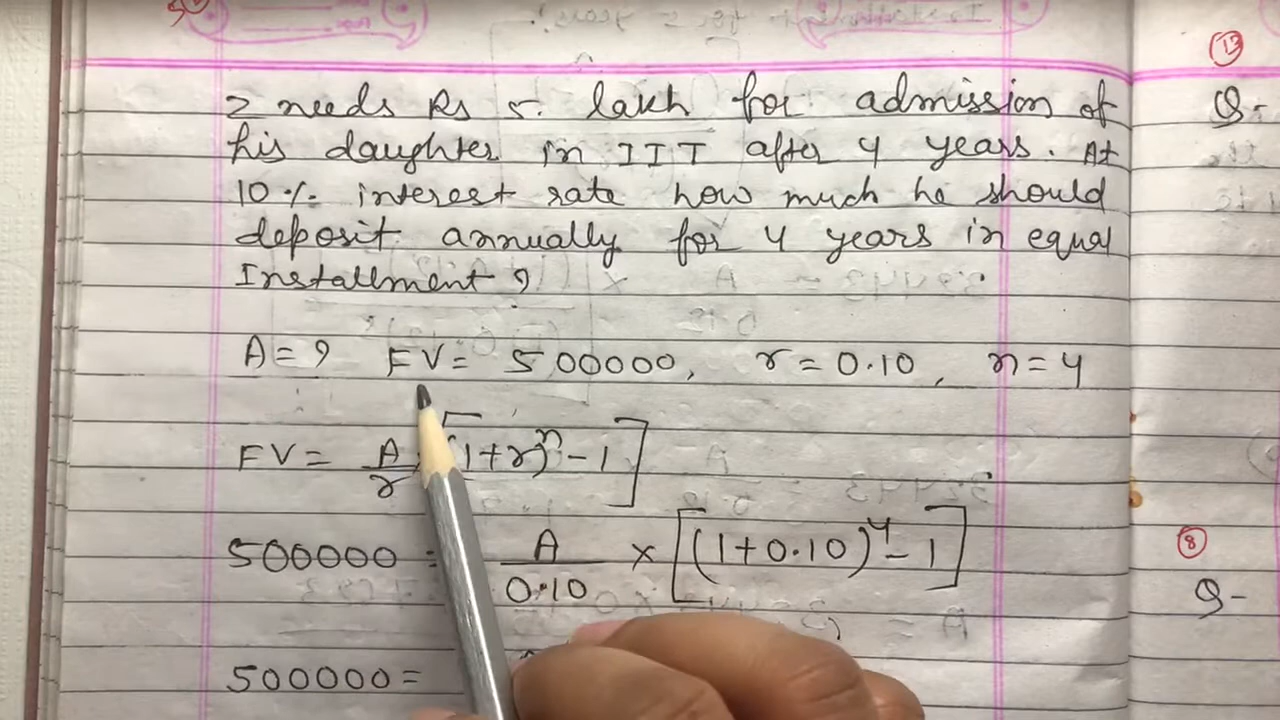 Z needs Rs 5. lakh for admission of
his daughter in IIT after 4 years. At
10% interest rate how much he should
deposit annually for 4 years in equal
Installment?
A = ? FV = 500000, r = 0.10, n = 4
FV = A/r [(1+r)^n - 1]
500000 = A/0.10 × [(1+0.10)^4 - 1]
500000 =
13
Q-
8
Q-